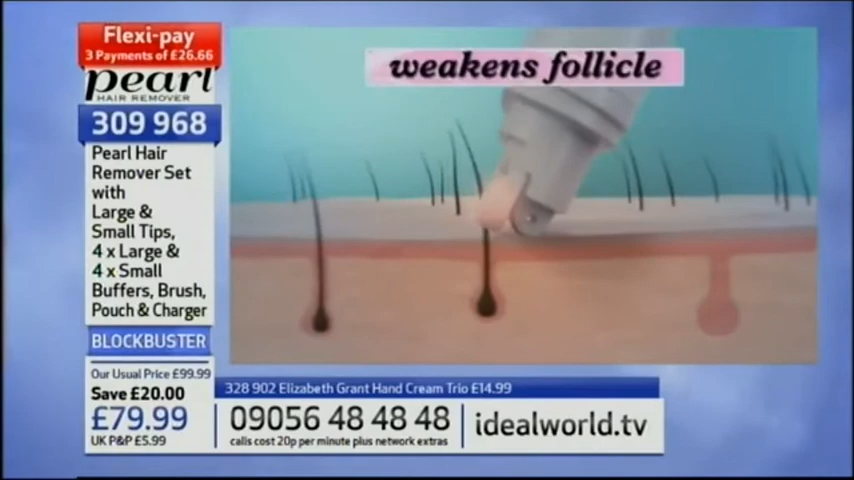 Flexi-pay
3 Payments of £26.66
pearl
HAIR REMOVER
309 968
Pearl Hair
Remover Set
with
Large &
Small Tips,
4 x Large &
4 x Small
Buffers, Brush,
Pouch & Charger
BLOCKBUSTER
Our Usual Price £99.99
Save £20.00
£79.99
UK P&P £5.99
weakens follicle
328 902 Elizabeth Grant Hand Cream Trio £14.99
09056 48 48 48
calls cost 20p per minute plus network extras
idealworld.tv